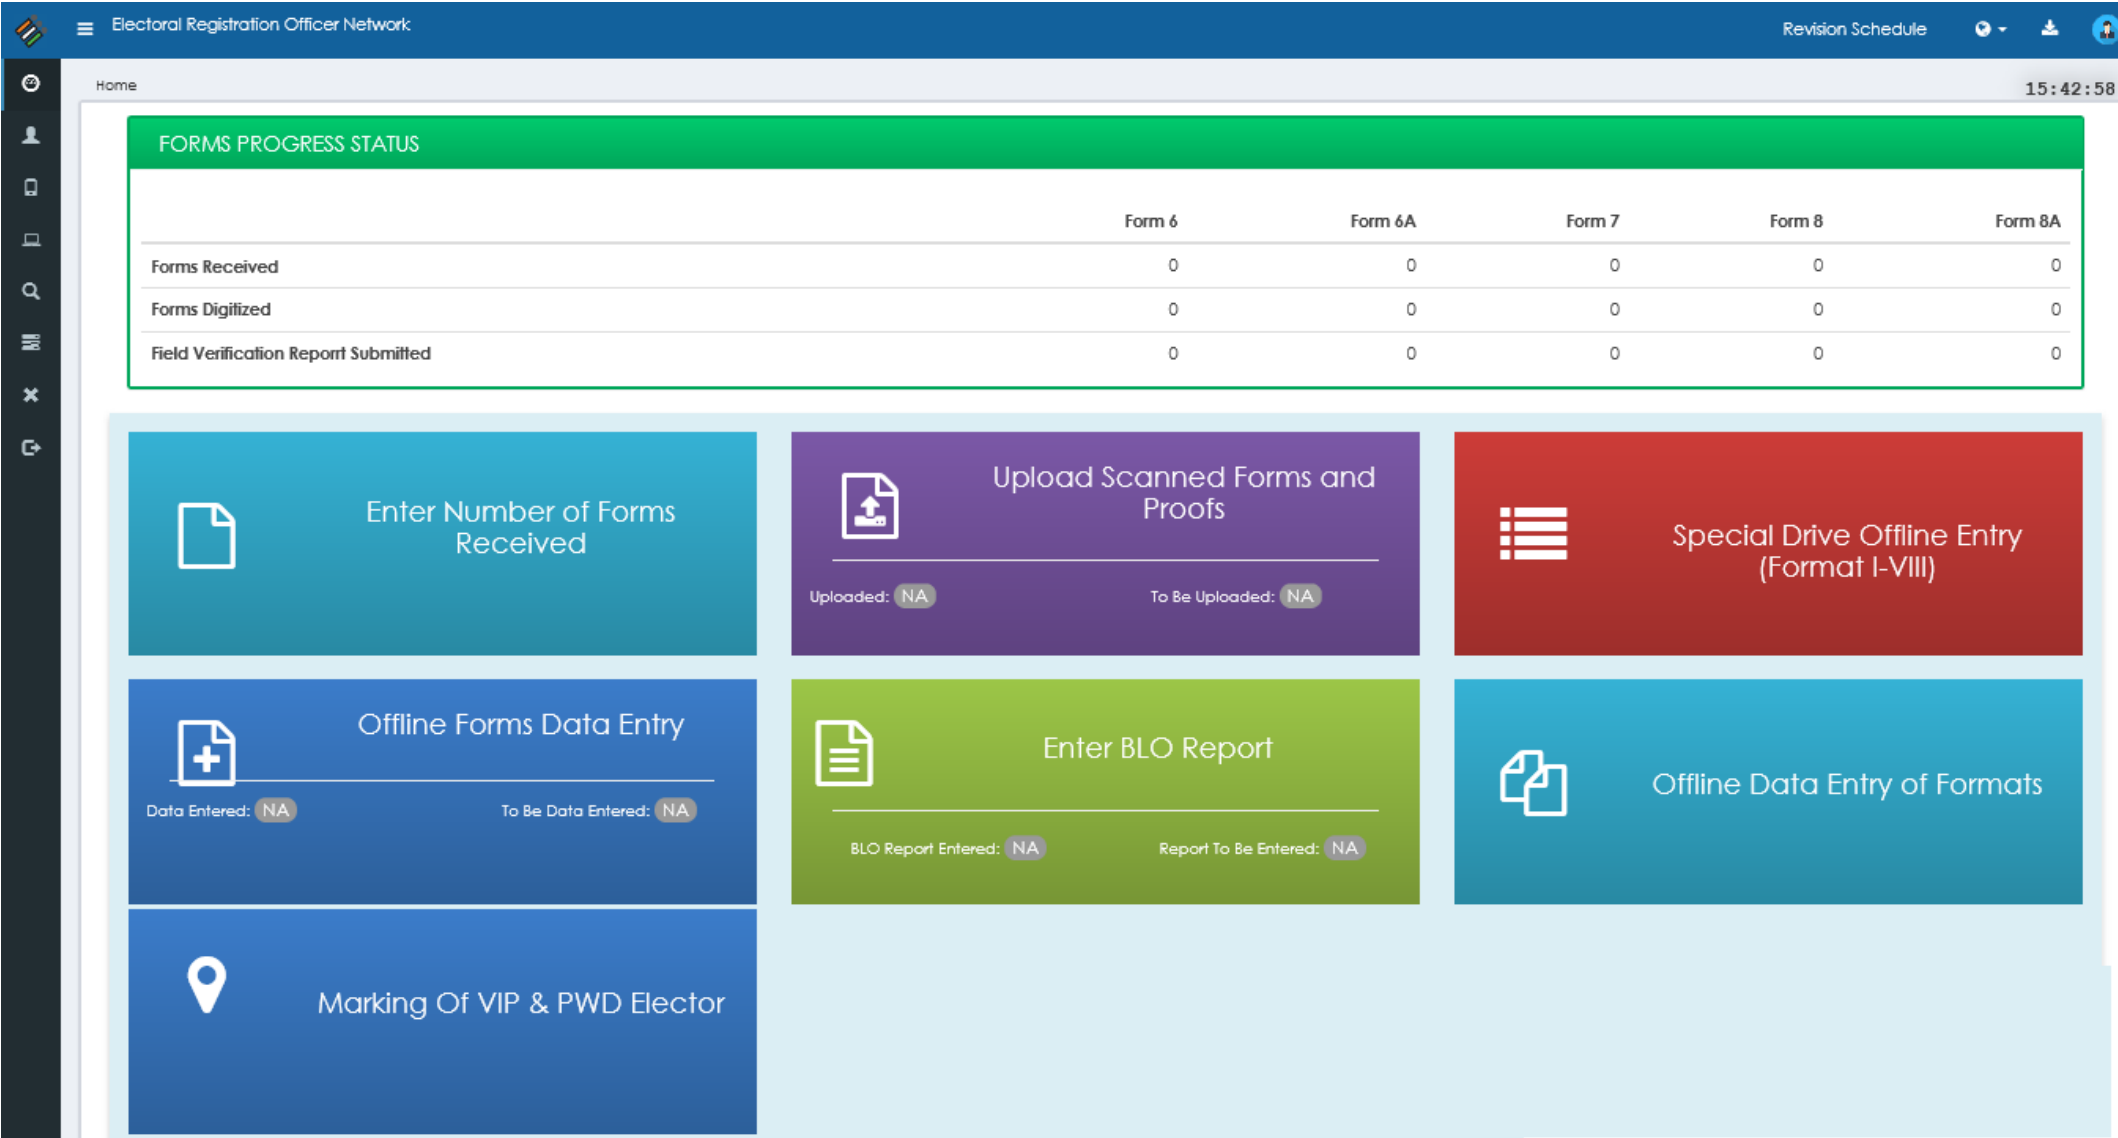 Electoral Registration Officer Network
Revision Schedule
Home
15:42:58
FORMS PROGRESS STATUS
Form 6 Form 6A Form 7 Form 8 Form 8A
Forms Received 0 0 0 0 0
Forms Digitized 0 0 0 0 0
Field Verification Reporrt Submitted 0 0 0 0 0
Enter Number of Forms
Received
Upload Scanned Forms and
Proofs
Uploaded: NA To Be Uploaded: NA
Special Drive Offline Entry
(Format I-VIII)
Offline Forms Data Entry
Data Entered: NA To Be Data Entered: NA
Enter BLO Report
BLO Report Entered: NA Report To Be Entered: NA
Offline Data Entry of Formats
Marking Of VIP & PWD Elector